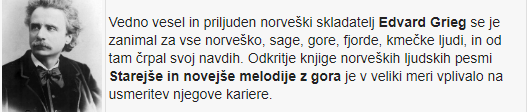 Vedno vesel in priljuden norveški skladatelj Edvard Grieg se je
zanimal za vse norveško, sage, gore, fjorde, kmečke ljudi, in od
tam črpal svoj navdih. Odkritje knjige norveških ljudskih pesmi
Starejše in novejše melodije z gora je v veliki meri vplivalo na
usmeritev njegove kariere.